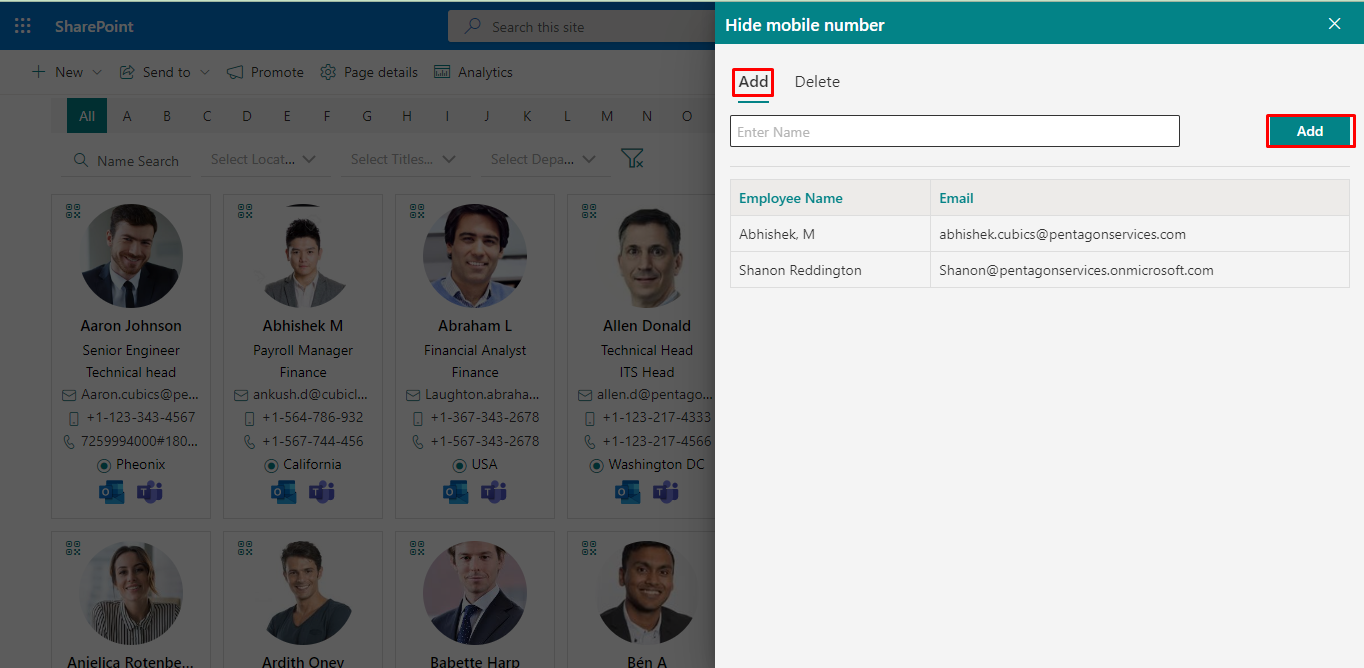 SharePoint
Search this site
New
Send to
Promote
Page details
Analytics
All A B C D E F G H I J K L M N O
Name Search
Select Locat...
Select Titles...
Select Depa...
Aaron Johnson
Senior Engineer
Technical head
Aaron.cubics@pe...
+1-123-343-4567
7259994000#180...
Pheonix
Abhishek M
Payroll Manager
Finance
ankush.d@cubicl...
+1-564-786-932
+1-567-744-456
California
Abraham L
Financial Analyst
Finance
Laughton.abraha...
+1-367-343-2678
+1-567-343-2678
USA
Allen Donald
Technical Head
ITS Head
allen.d@pentago...
+1-123-217-4333
+1-123-217-4566
Washington DC
Anjelica Rotenbe...
Ardith Oney
Babette Harp
Bén A
Hide mobile number
Add
Delete
Enter Name
Add
Employee Name Email
Abhishek, M abhishek.cubics@pentagonservices.com
Shanon Reddington Shanon@pentagonservices.onmicrosoft.com